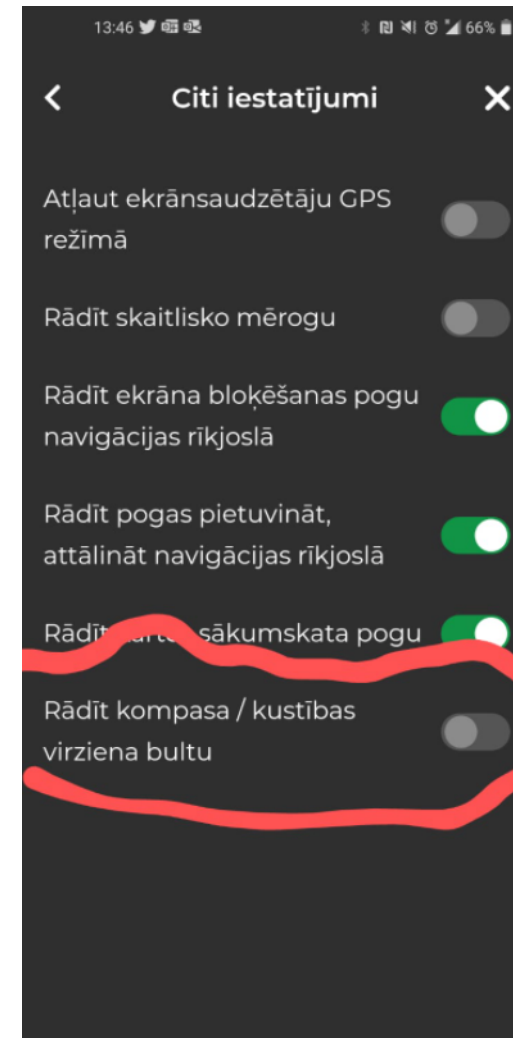 13:46
66%
Citi iestatījumi
Atļaut ekrānsaudzētāju GPS
režīmā
Rādīt skaitlisko mērogu
Rādīt ekrāna bloķēšanas pogu
navigācijas rīkjoslā
Rādīt pogas pietuvināt,
attālināt navigācijas rīkjoslā
Rādīt sākumskata pogu
Rādīt kompasa / kustības
virziena bultu